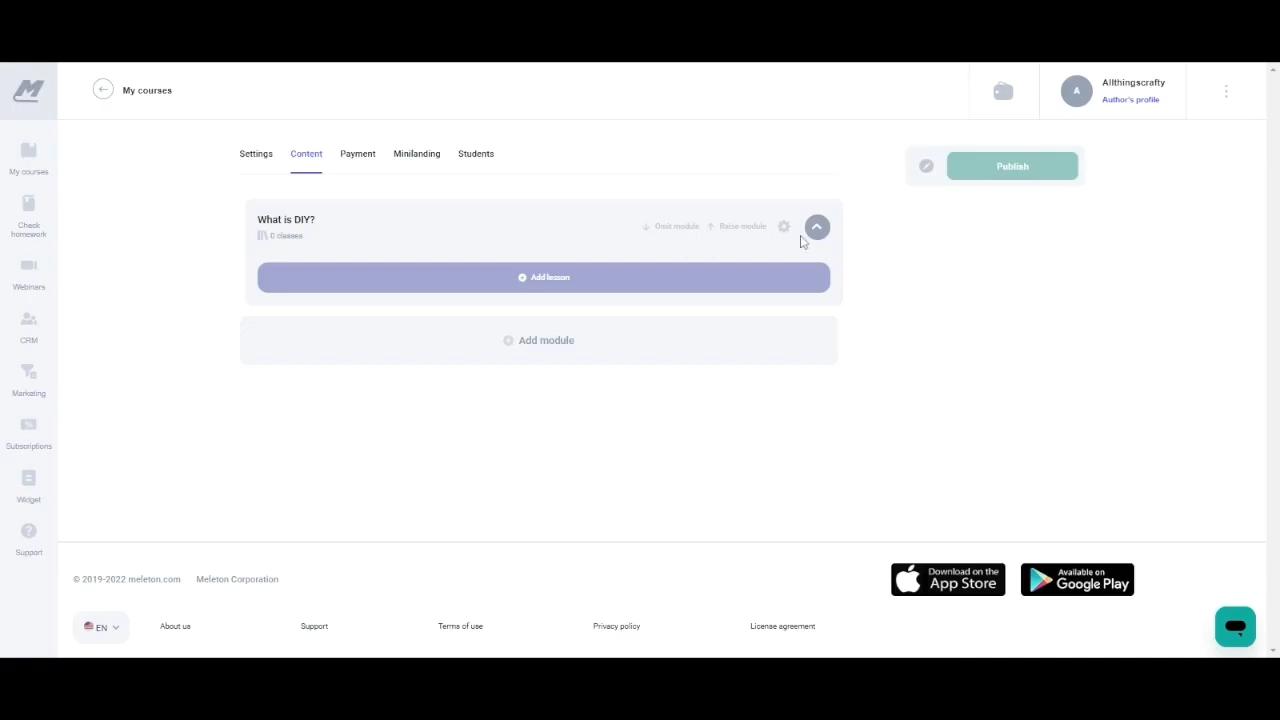 My courses
A
Allthingscrafty
Author's profile
Settings Content Payment Minilanding Students
Publish
My courses
Check
homework
Webinars
CRM
Marketing
Subscriptions
Widget
Support
What is DIY?
0 classes
Omit module Raise module
Add lesson
Add module
© 2019-2022 meleton.com Meleton Corporation
Download on the
App Store
Available on
Google Play
EN
About us Support Terms of use Privacy policy License agreement